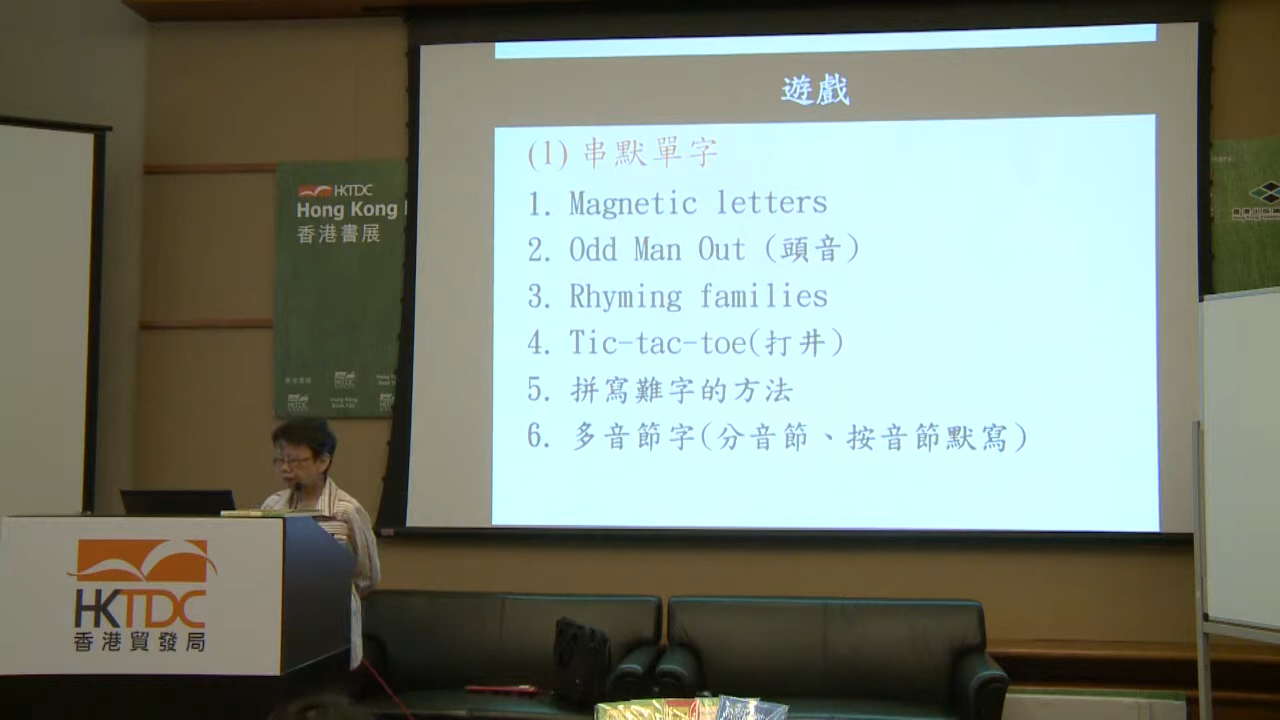 遊戲
(1) 串默單字
1. Magnetic letters
2. Odd Man Out (頭音)
3. Rhyming families
4. Tic-tac-toe(打井)
5. 拼寫難字的方法
6. 多音節字(分音節、按音節默寫)
HKTDC
Hong Kong
香港書展
HKTDC
香港貿發局